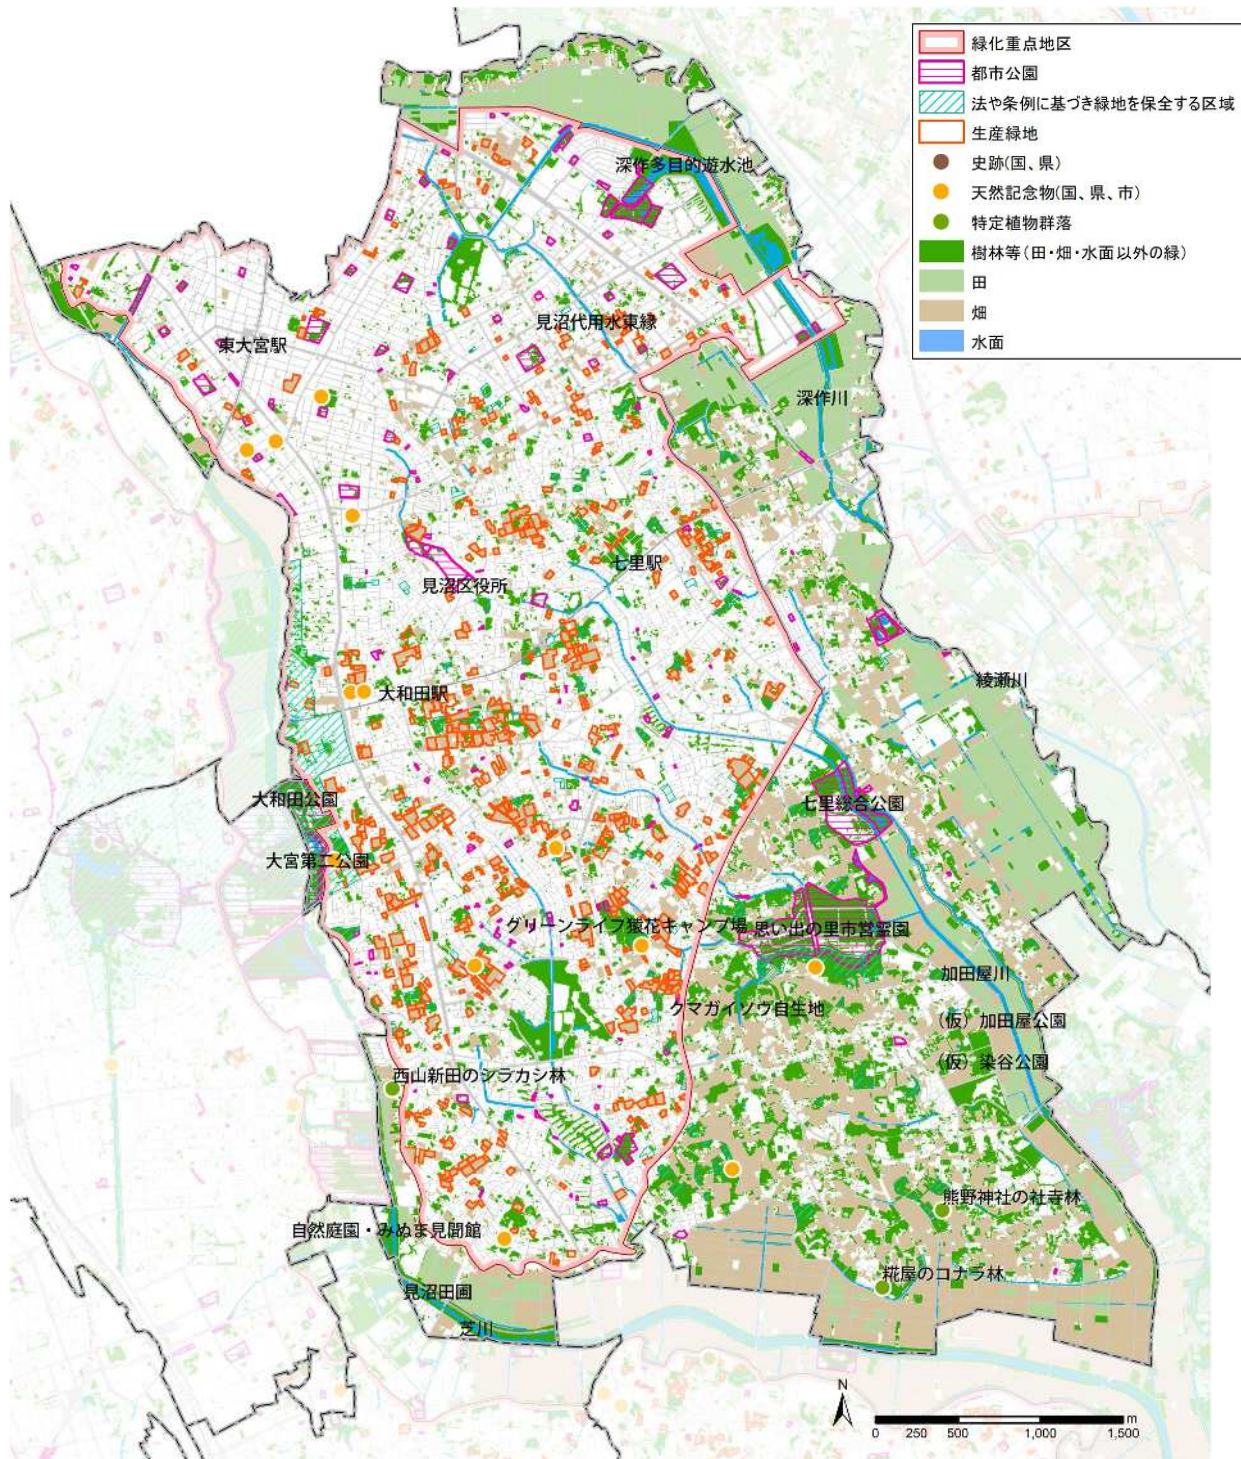 緑化重点地区
都市公園
法や条例に基づき緑地を保全する区域
生産緑地
史跡(国、県)
天然記念物(国、県、市)
特定植物群落
樹林等(田・畑・水面以外の緑)
田
畑
水面
深作多目的遊水池
見沼代用水東縁
東大宮駅
深作川
七里駅
見沼区役所
綾瀬川
大和田駅
大和田公園
七里総合公園
大宮第二公園
グリーンライフ猿花キャンプ場
思い出の里市営霊園
加田屋川
クマガイソウ自生地
(仮)加田屋公園
(仮)染谷公園
西山新田のシラカシ林
熊野神社の社寺林
自然庭園・みぬま見聞館
糀屋のコナラ林
見沼田圃
芝川
N
m
0 250 500 1,000 1,500